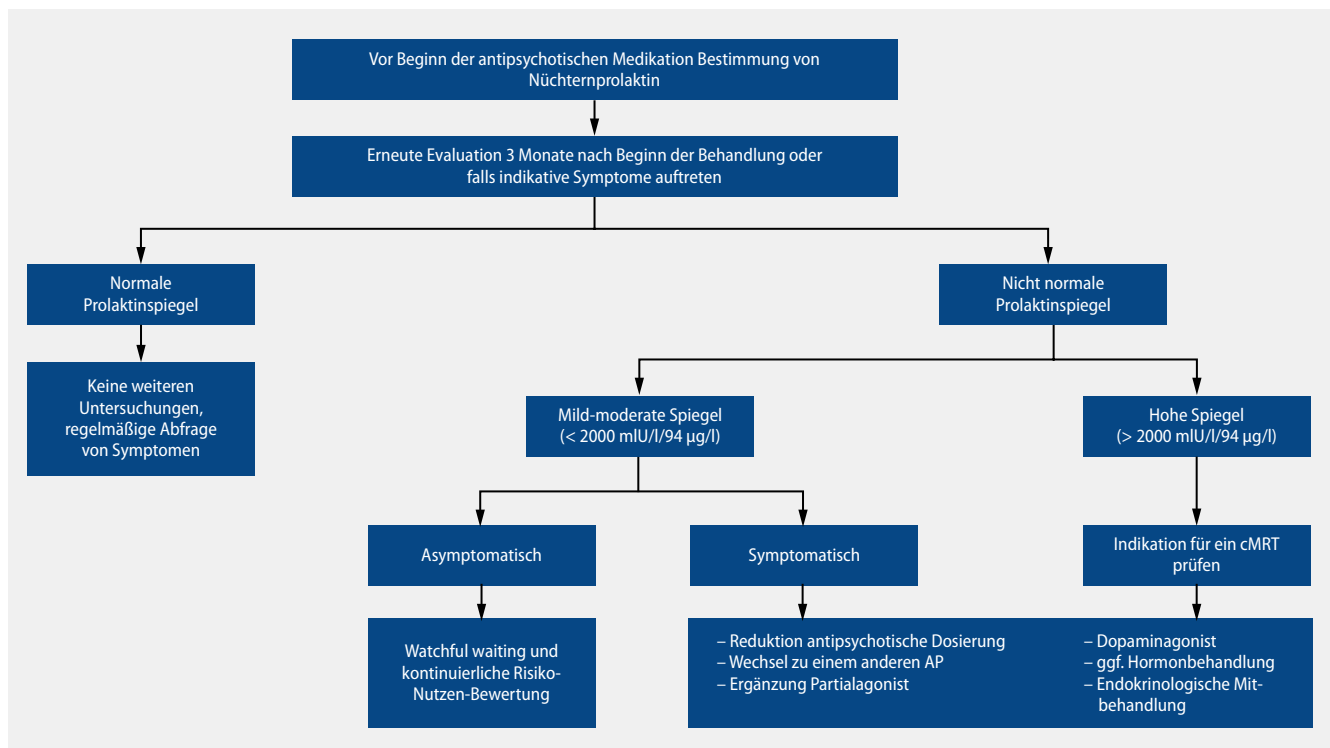 Vor Beginn der antipsychotischen Medikation Bestimmung von
Nüchternprolaktin
Erneute Evaluation 3 Monate nach Beginn der Behandlung oder
falls indikative Symptome auftreten
Normale
Prolaktinspiegel
Nicht normale
Prolaktinspiegel
Keine weiteren
Untersuchungen,
regelmäßige Abfrage
von Symptomen
Mild-moderate Spiegel
(< 2000 mlU/l/94 µg/l)
Hohe Spiegel
(> 2000 mlU/l/94 µg/l)
Asymptomatisch
Symptomatisch
Indikation für ein cMRT
prüfen
Watchful waiting und
kontinuierliche Risiko-
Nutzen-Bewertung
– Reduktion antipsychotische Dosierung
– Wechsel zu einem anderen AP
– Ergänzung Partialagonist
– Dopaminagonist
– ggf. Hormonbehandlung
– Endokrinologische Mit-
behandlung